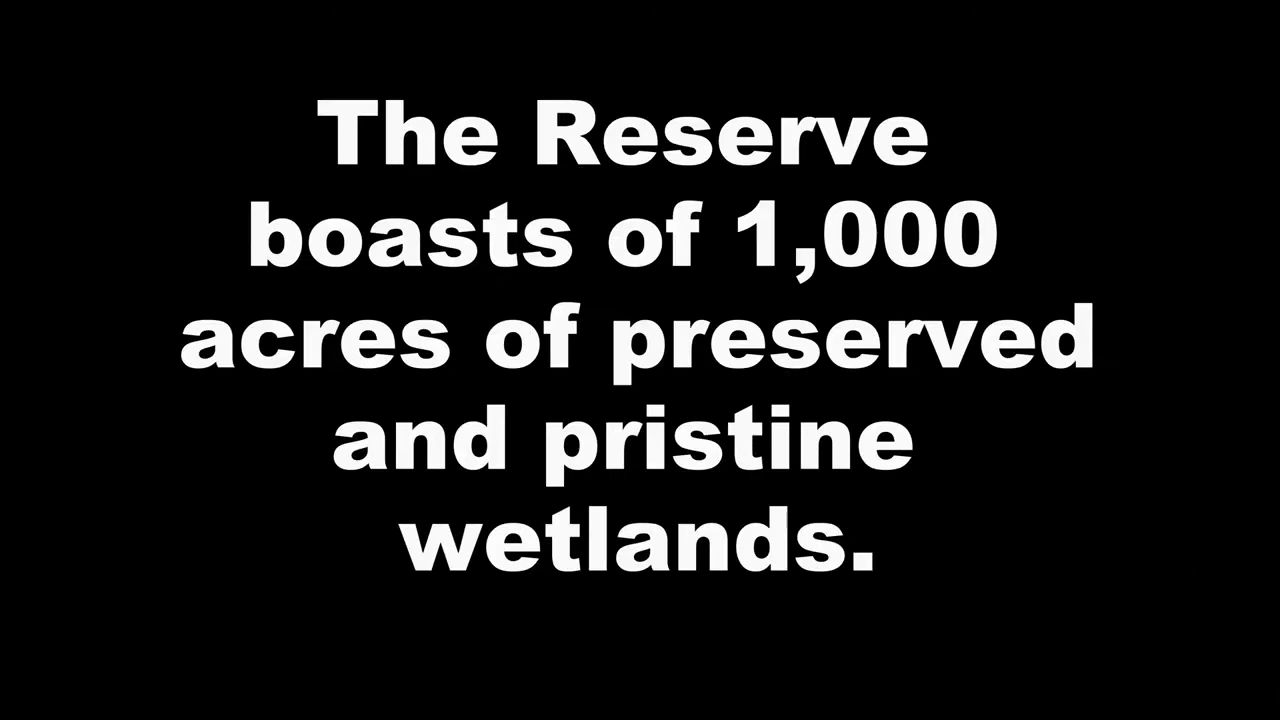 The Reserve
boasts of 1,000
acres of preserved
and pristine
wetlands.